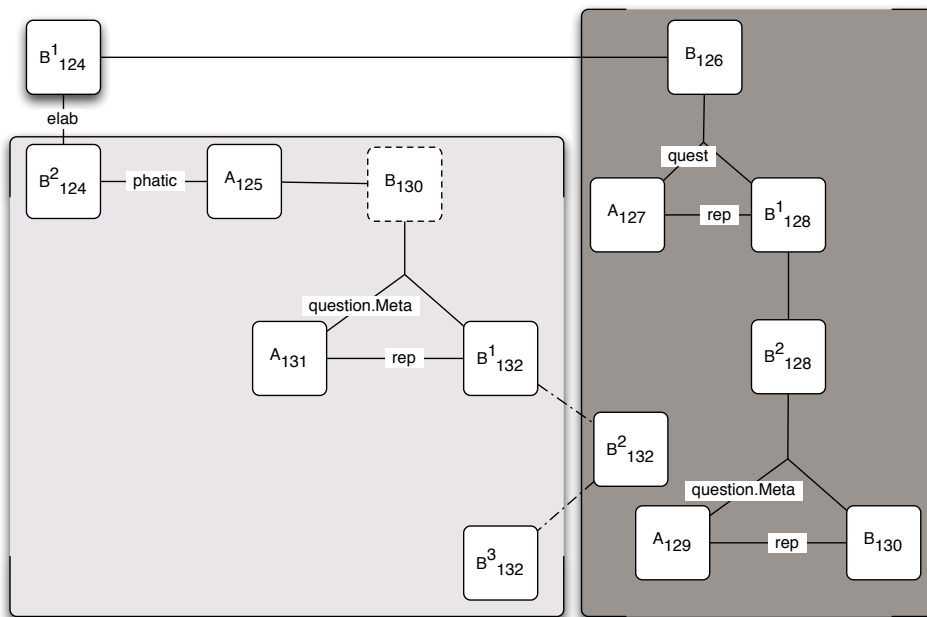 B1124
B126
elab
B2124
phatic
A125
B130
quest
A127
rep
B1128
question.Meta
A131
rep
B1132
B2128
B2132
question.Meta
A129
rep
B130
B3132